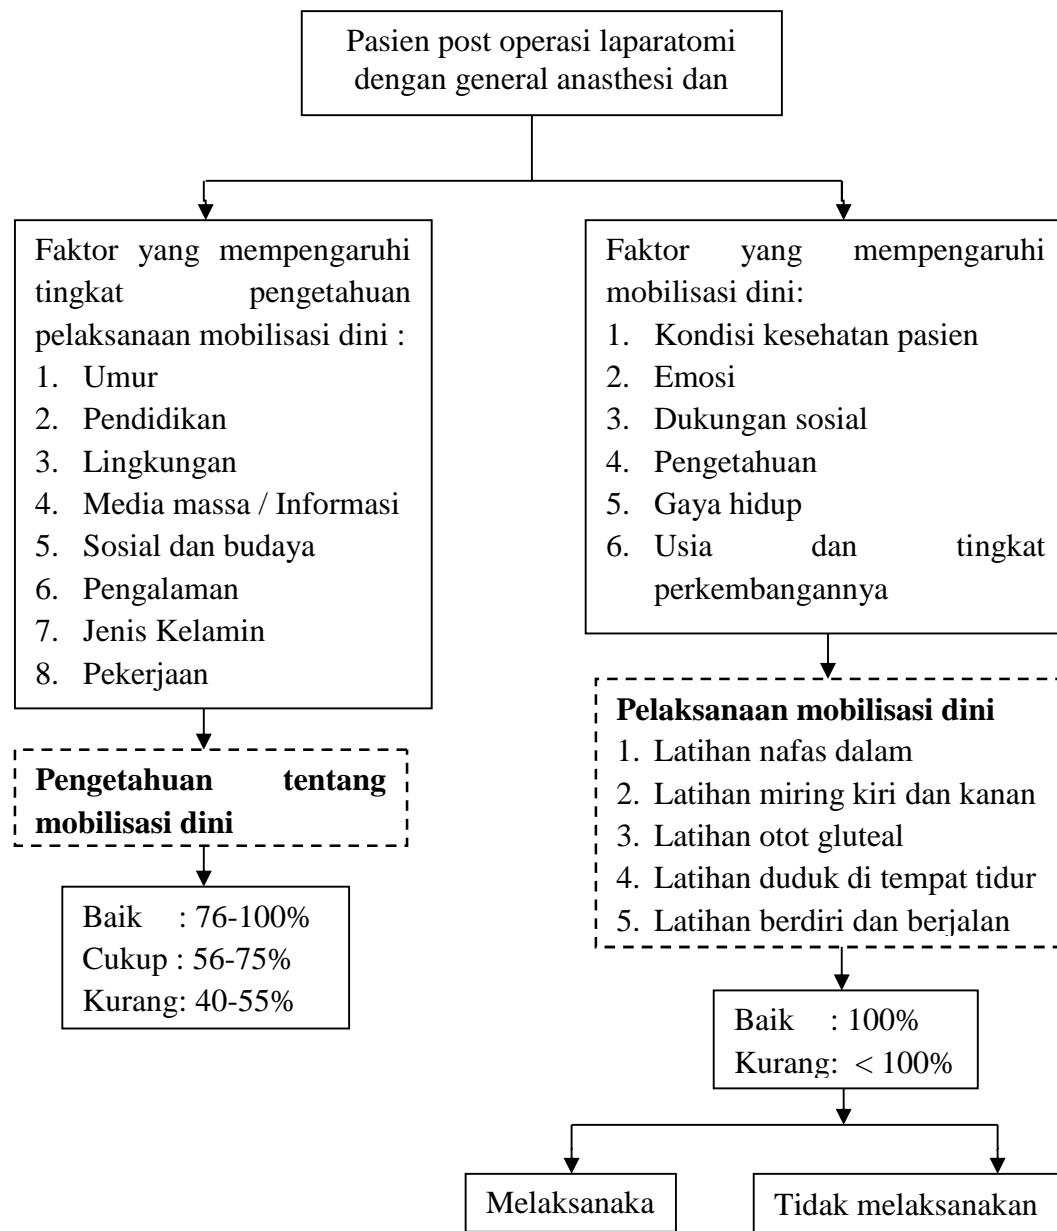 Pasien post operasi laparatomi
dengan general anasthesi dan
Faktor yang mempengaruhi
tingkat pengetahuan
pelaksanaan mobilisasi dini :
1. Umur
2. Pendidikan
3. Lingkungan
4. Media massa / Informasi
5. Sosial dan budaya
6. Pengalaman
7. Jenis Kelamin
8. Pekerjaan
Pengetahuan tentang
mobilisasi dini
Baik : 76-100%
Cukup : 56-75%
Kurang: 40-55%
Faktor yang mempengaruhi
mobilisasi dini:
1. Kondisi kesehatan pasien
2. Emosi
3. Dukungan sosial
4. Pengetahuan
5. Gaya hidup
6. Usia dan tingkat
perkembangannya
Pelaksanaan mobilisasi dini
1. Latihan nafas dalam
2. Latihan miring kiri dan kanan
3. Latihan otot gluteal
4. Latihan duduk di tempat tidur
5. Latihan berdiri dan berjalan
Baik : 100%
Kurang: < 100%
Melaksanaka
Tidak melaksanakan